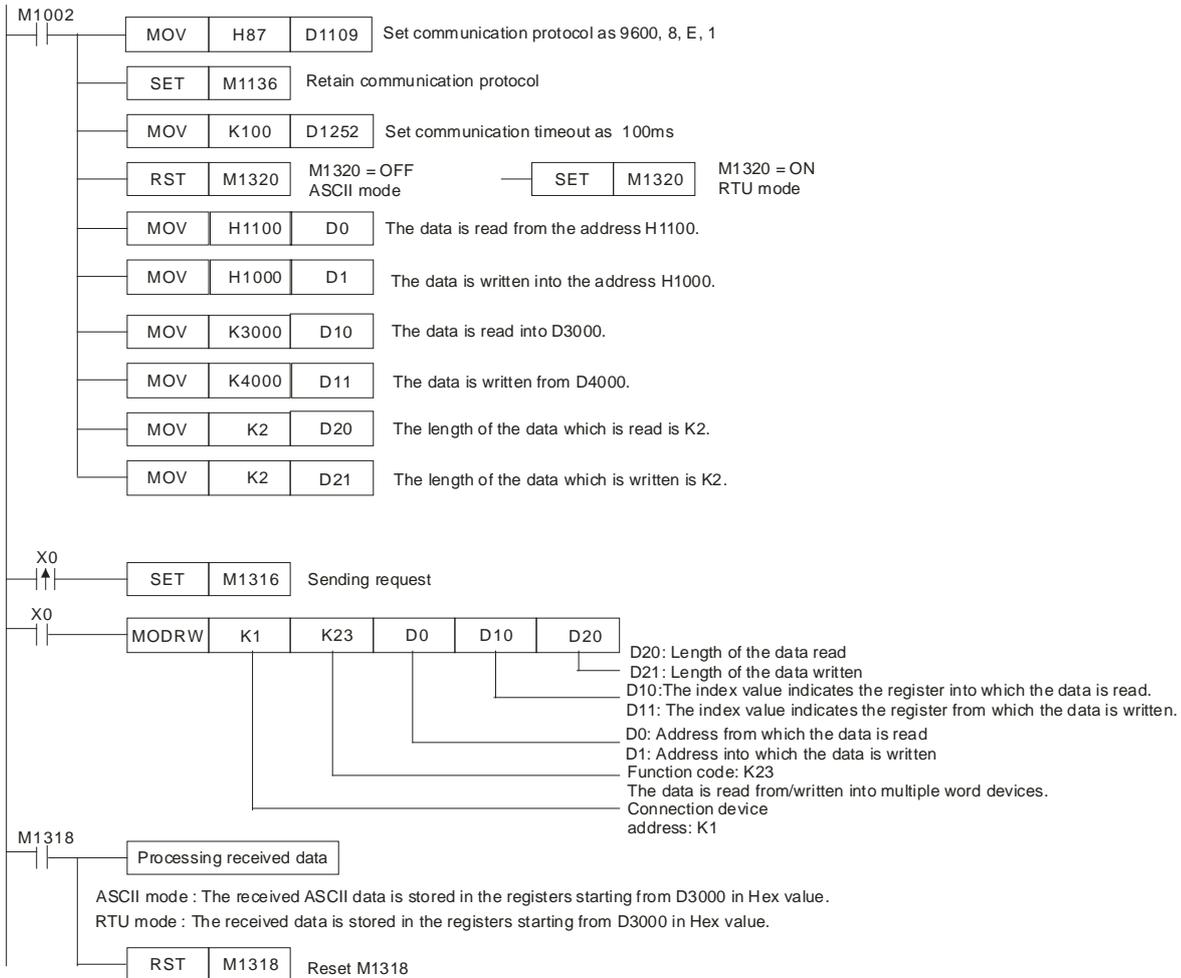 M1002
MOV H87 D1109 Set communication protocol as 9600, 8, E, 1
SET M1136 Retain communication protocol
MOV K100 D1252 Set communication timeout as 100ms
RST M1320 M1320 = OFF
ASCII mode
SET M1320 M1320 = ON
RTU mode
MOV H1100 D0 The data is read from the address H1100.
MOV H1000 D1 The data is written into the address H1000.
MOV K3000 D10 The data is read into D3000.
MOV K4000 D11 The data is written from D4000.
MOV K2 D20 The length of the data which is read is K2.
MOV K2 D21 The length of the data which is written is K2.
X0
SET M1316 Sending request
X0
MODRW K1 K23 D0 D10 D20
D20: Length of the data read
D21: Length of the data written
D10:The index value indicates the register into which the data is read.
D11: The index value indicates the register from which the data is written.
D0: Address from which the data is read
D1: Address into which the data is written
Function code: K23
The data is read from/written into multiple word devices.
Connection device
address: K1
M1318
Processing received data
ASCII mode : The received ASCII data is stored in the registers starting from D3000 in Hex value.
RTU mode : The received data is stored in the registers starting from D3000 in Hex value.
RST M1318 Reset M1318